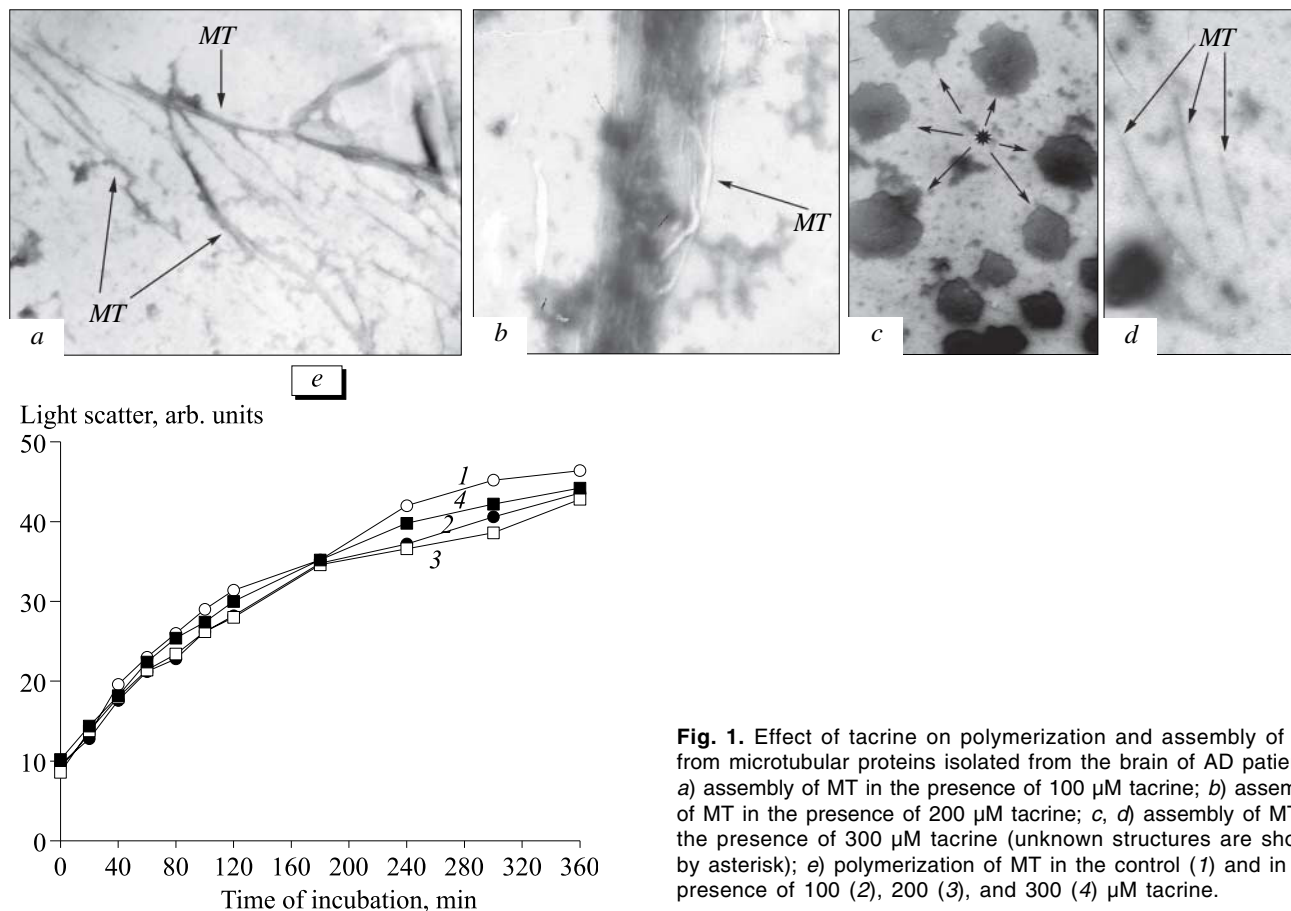 MT
MT
a
MT
b
c
MT
d
e
Light scatter, arb. units
50
40
30
20
10
0
1
4
2
3
0 40 80 120 160 200 240 280 320 360
Time of incubation, min
Fig. 1. Effect of tacrine on polymerization and assembly of
from microtubular proteins isolated from the brain of AD
a) assembly of MT in the presence of 100 µM tacrine; b)
of MT in the presence of 200 µM tacrine; c, d) assembly of MT
the presence of 300 µM tacrine (unknown structures are
by asterisk); e) polymerization of MT in the control (1) and in
presence of 100 (2), 200 (3), and 300 (4) µM tacrine.